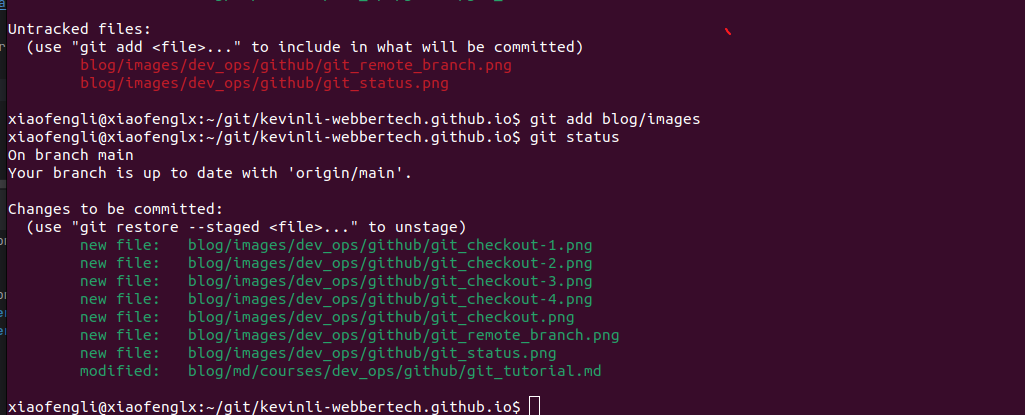 Untracked files:
  (use "git add <file>..." to include in what will be committed)
        blog/images/dev_ops/github/git_remote_branch.png
        blog/images/dev_ops/github/git_status.png

xiaofengli@xiaofenglx:~/git/kevinli-webbertech.github.io$ git add blog/images
xiaofengli@xiaofenglx:~/git/kevinli-webbertech.github.io$ git status
On branch main
Your branch is up to date with 'origin/main'.

Changes to be committed:
  (use "git restore --staged <file>..." to unstage)
        new file:   blog/images/dev_ops/github/git_checkout-1.png
        new file:   blog/images/dev_ops/github/git_checkout-2.png
        new file:   blog/images/dev_ops/github/git_checkout-3.png
        new file:   blog/images/dev_ops/github/git_checkout-4.png
        new file:   blog/images/dev_ops/github/git_checkout.png
        new file:   blog/images/dev_ops/github/git_remote_branch.png
        new file:   blog/images/dev_ops/github/git_status.png
        modified:   blog/md/courses/dev_ops/github/git_tutorial.md

xiaofengli@xiaofenglx:~/git/kevinli-webbertech.github.io$